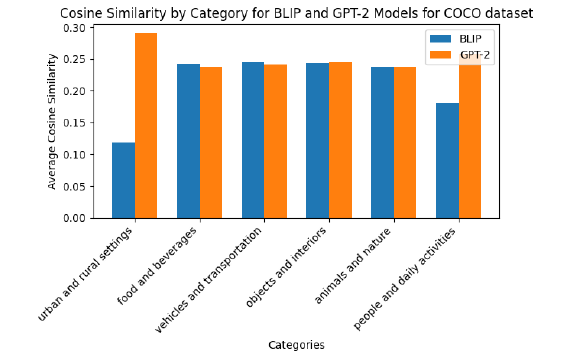 Cosine Similarity by Category for BLIP and GPT-2 Models for COCO dataset
BLIP
GPT-2
Average Cosine Similarity
0.30
0.25
0.20
0.15
0.10
0.05
0.00
urban and rural settings
food and beverages
vehicles and transportation
objects and interiors
animals and nature
people and daily activities
Categories